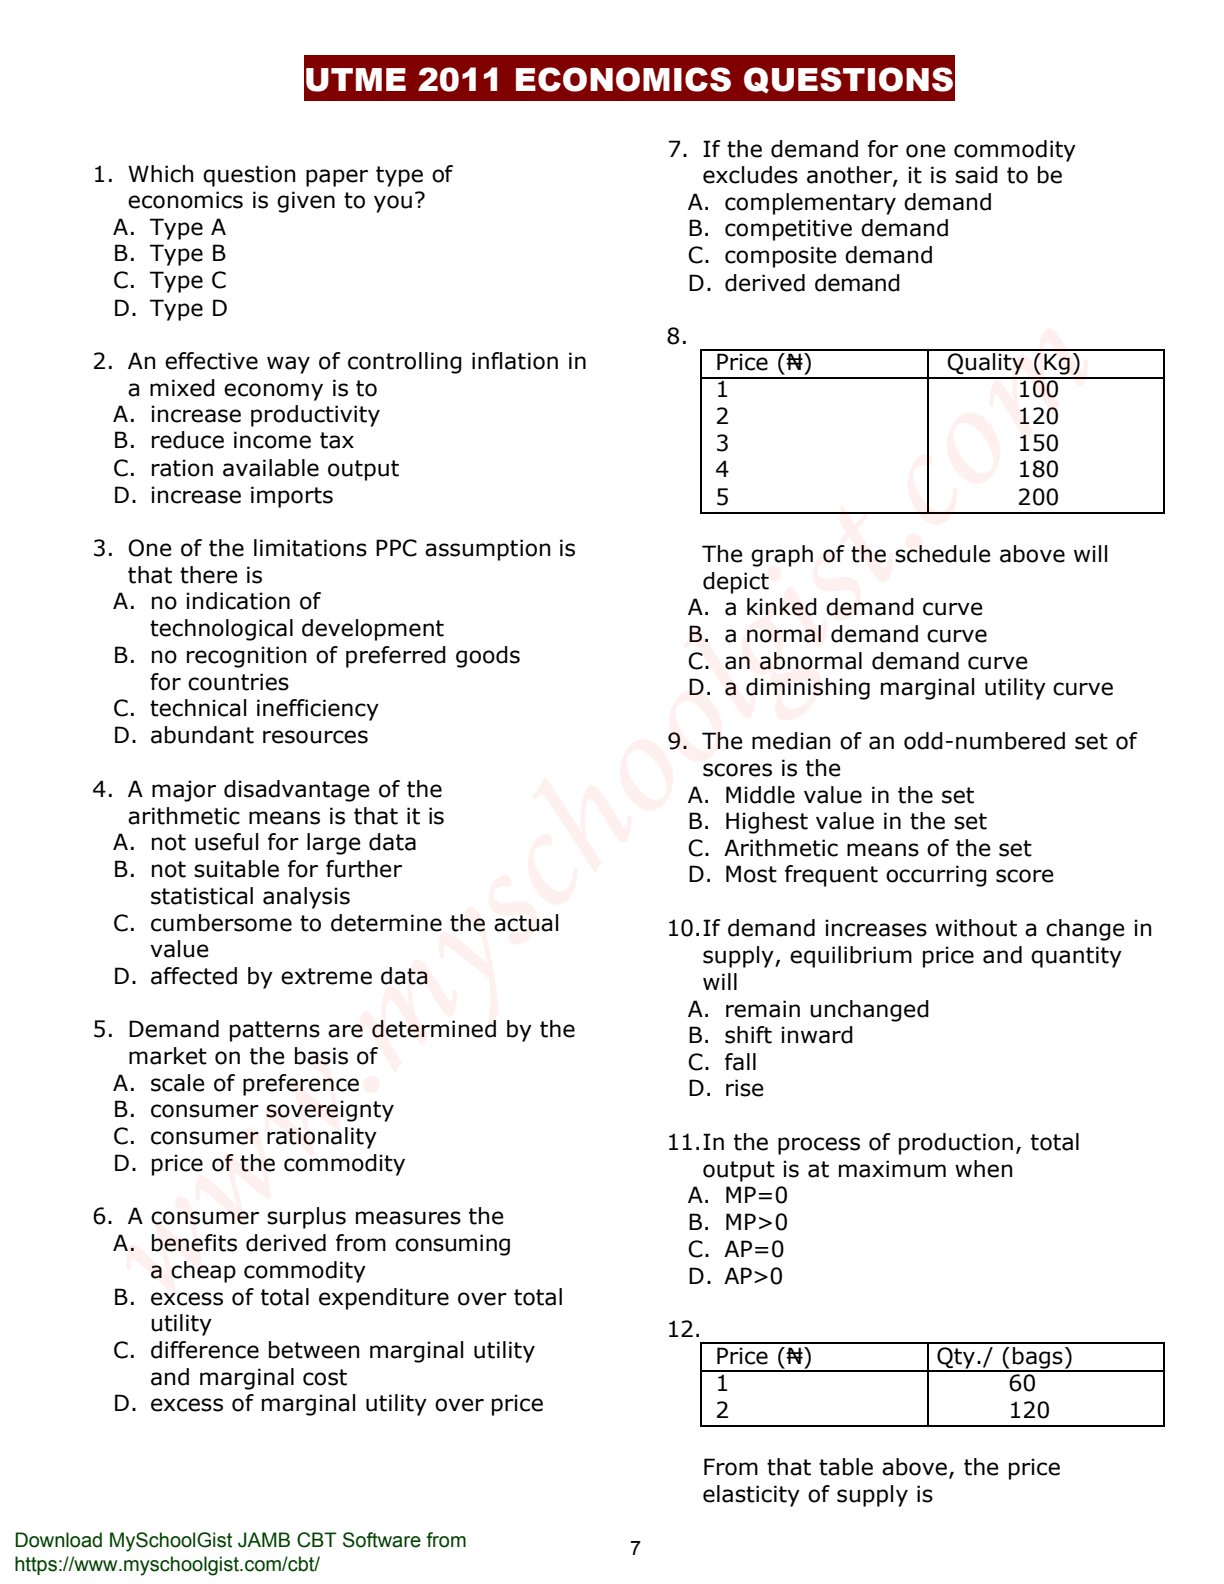 UTME 2011 ECONOMICS QUESTIONS
1. Which question paper type of
economics is given to you?
A. Type A
B. Type B
C. Type C
D. Type D
2. An effective way of controlling inflation in
a mixed economy is to
A. increase productivity
B. reduce income tax
C. ration available output
D. increase imports
3. One of the limitations PPC assumption is
that there is
A. no indication of
technological development
B. no recognition of preferred goods
for countries
C. technical inefficiency
D. abundant resources
4. A major disadvantage of the
arithmetic means is that it is
A. not useful for large data
B. not suitable for further
statistical analysis
C. cumbersome to determine the actual
value
D. affected by extreme data
5. Demand patterns are determined by the
market on the basis of
A. scale of preference
B. consumer sovereignty
C. consumer rationality
D. price of the commodity
6. A consumer surplus measures the
A. benefits derived from consuming
a cheap commodity
B. excess of total expenditure over total
utility
C. difference between marginal utility
and marginal cost
D. excess of marginal utility over price
7. If the demand for one commodity
excludes another, it is said to be
A. complementary demand
B. competitive demand
C. composite demand
D. derived demand
8.
Price (₦) Quality (Kg)
1 100
2 120
3 150
4 180
5 200
The graph of the schedule above will
depict
A. a kinked demand curve
B. a normal demand curve
C. an abnormal demand curve
D. a diminishing marginal utility curve
9. The median of an odd-numbered set of
scores is the
A. Middle value in the set
B. Highest value in the set
C. Arithmetic means of the set
D. Most frequent occurring score
10.If demand increases without a change in
supply, equilibrium price and quantity
will
A. remain unchanged
B. shift inward
C. fall
D. rise
11.In the process of production, total
output is at maximum when
A. MP=0
B. MP>0
C. AP=0
D. AP>0
12.
Price (₦) Qty./ (bags)
1 60
2 120
From that table above, the price
elasticity of supply is
www.myschoolgist.com
Download MySchoolGist JAMB CBT Software from
https://www.myschoolgist.com/cbt/
7